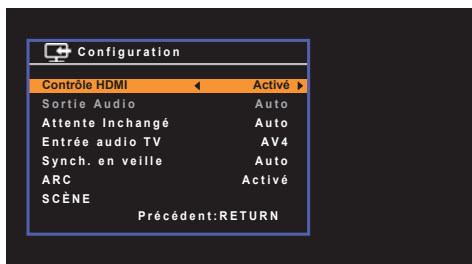 Configuration
Contrôle HDMI Activé
Sortie Audio Auto
Attente Inchangé Auto
Entrée audio TV AV4
Synch. en veille Auto
ARC Activé
SCÈNE
Précédent:RETURN